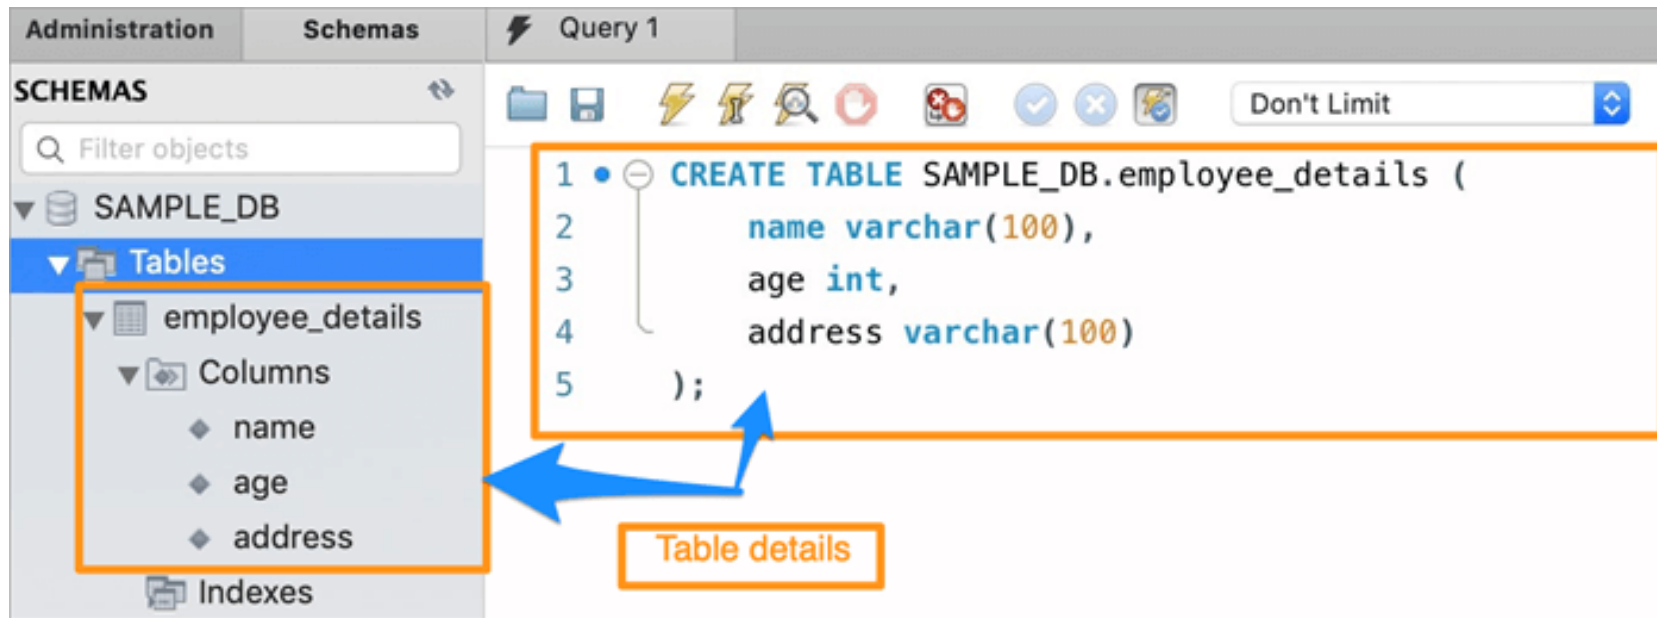 Administration
Schemas
Query 1
SCHEMAS
Filter objects
Don't Limit
SAMPLE_DB
Tables
employee_details
Columns
name
age
address
Indexes
1 CREATE TABLE SAMPLE_DB.employee_details (
2 name varchar(100),
3 age int,
4 address varchar(100)
5 );
Table details